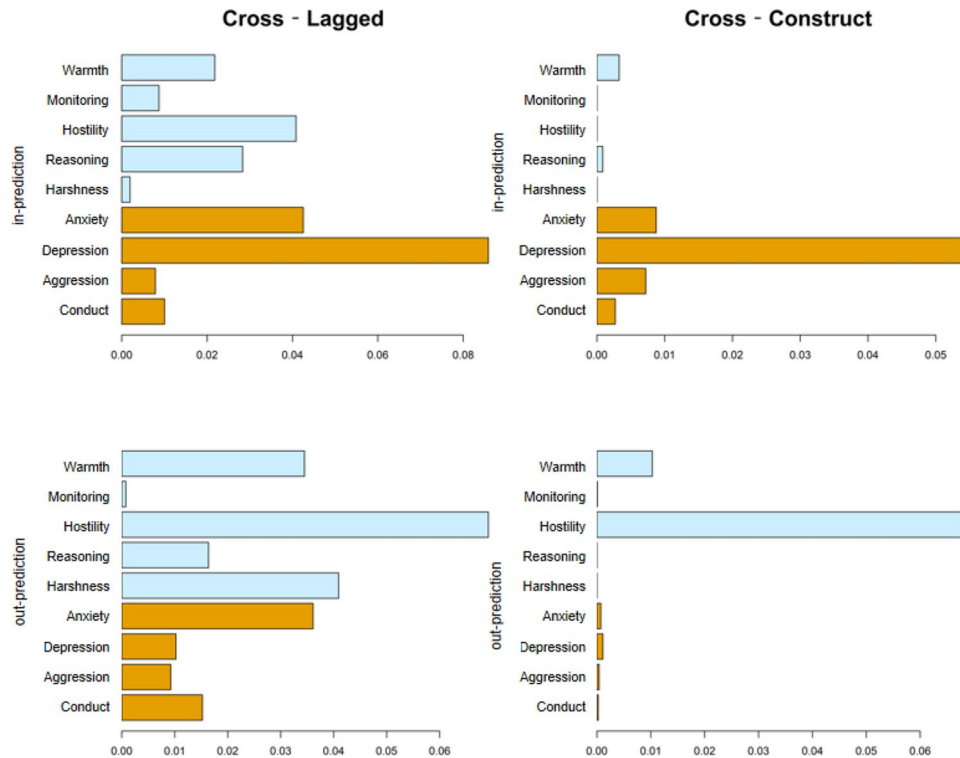 Cross - Lagged
Cross - Construct
in-prediction
Warmth
Monitoring
Hostility
Reasoning
Harshness
Anxiety
Depression
Aggression
Conduct
0.00 0.02 0.04 0.06 0.08
in-prediction
Warmth
Monitoring
Hostility
Reasoning
Harshness
Anxiety
Depression
Aggression
Conduct
0.00 0.01 0.02 0.03 0.04 0.05
out-prediction
Warmth
Monitoring
Hostility
Reasoning
Harshness
Anxiety
Depression
Aggression
Conduct
0.00 0.01 0.02 0.03 0.04 0.05 0.06
out-prediction
Warmth
Monitoring
Hostility
Reasoning
Harshness
Anxiety
Depression
Aggression
Conduct
0.00 0.01 0.02 0.03 0.04 0.05 0.06